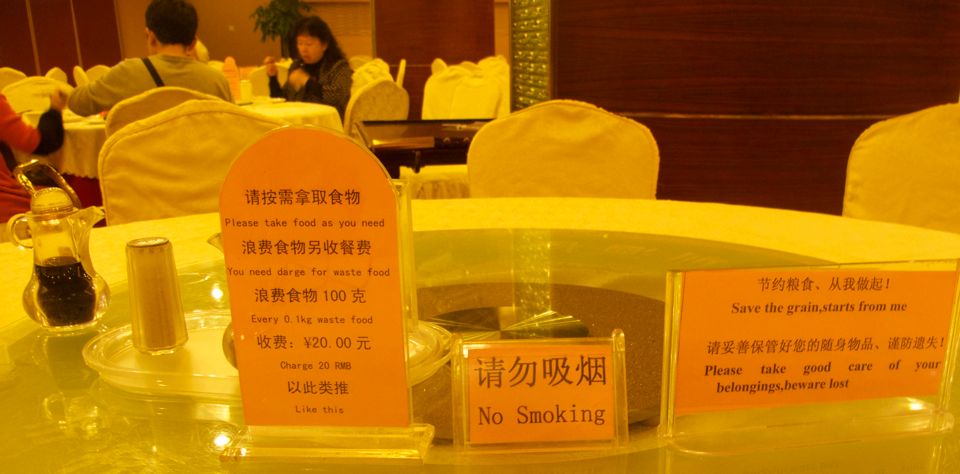 请按需拿取食物
Please take food as you need
浪费食物另收餐费
You need darge for waste food
浪费食物 100 克
Every 0.1kg waste food
收费：¥20.00 元
Charge 20 RMB
以此类推
Like this
请勿吸烟
No Smoking
节约粮食、从我做起！
Save the grain,starts from me
请妥善保管好您的随身物品、谨防遗失！
Please take good care of your
belongings,beware lost